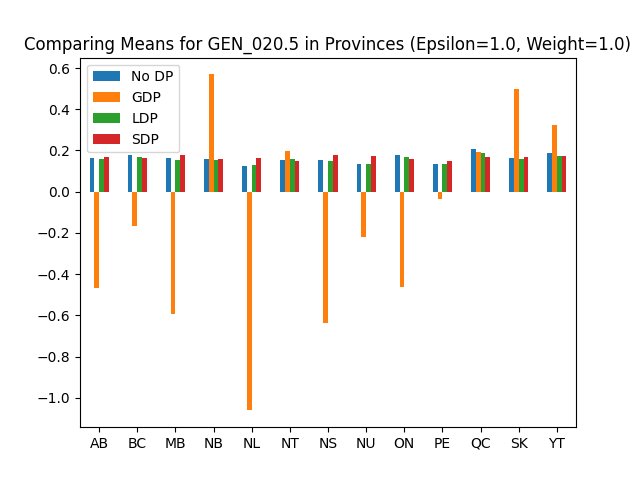 Comparing Means for GEN_020.5 in Provinces (Epsilon=1.0, Weight=1.0)
No DP
GDP
LDP
SDP
0.6
0.4
0.2
0.0
−0.2
−0.4
−0.6
−0.8
−1.0
AB BC MB NB NL NT NS NU ON PE QC SK YT